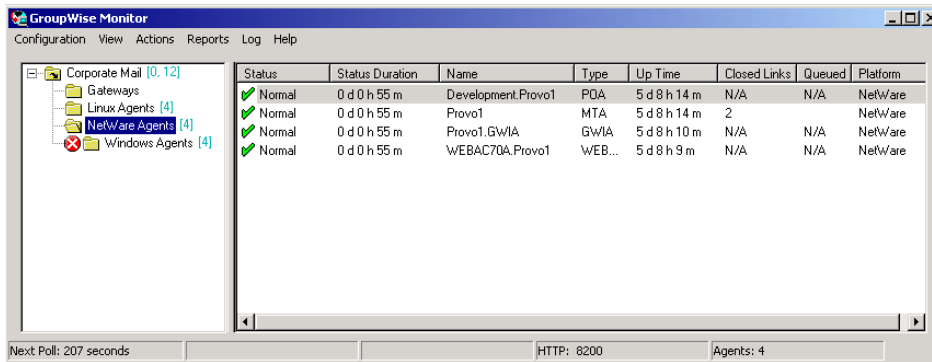 GroupWise Monitor
Configuration View Actions Reports Log Help
Corporate Mail [0, 12]
Gateways
Linux Agents [4]
NetWare Agents [4]
Windows Agents [4]
Status Status Duration Name Type Up Time Closed Links Queued Platform
Normal 0 d 0 h 55 m Development.Provo1 POA 5 d 8 h 14 m N/A N/A NetWare
Normal 0 d 0 h 55 m Provo1 MTA 5 d 8 h 14 m 2 NetWare
Normal 0 d 0 h 55 m Provo1.GWIA GWIA 5 d 8 h 10 m N/A N/A NetWare
Normal 0 d 0 h 55 m WEBAC70A.Provo1 WEB... 5 d 8 h 9 m N/A N/A NetWare
Next Poll: 207 seconds HTTP: 8200 Agents: 4